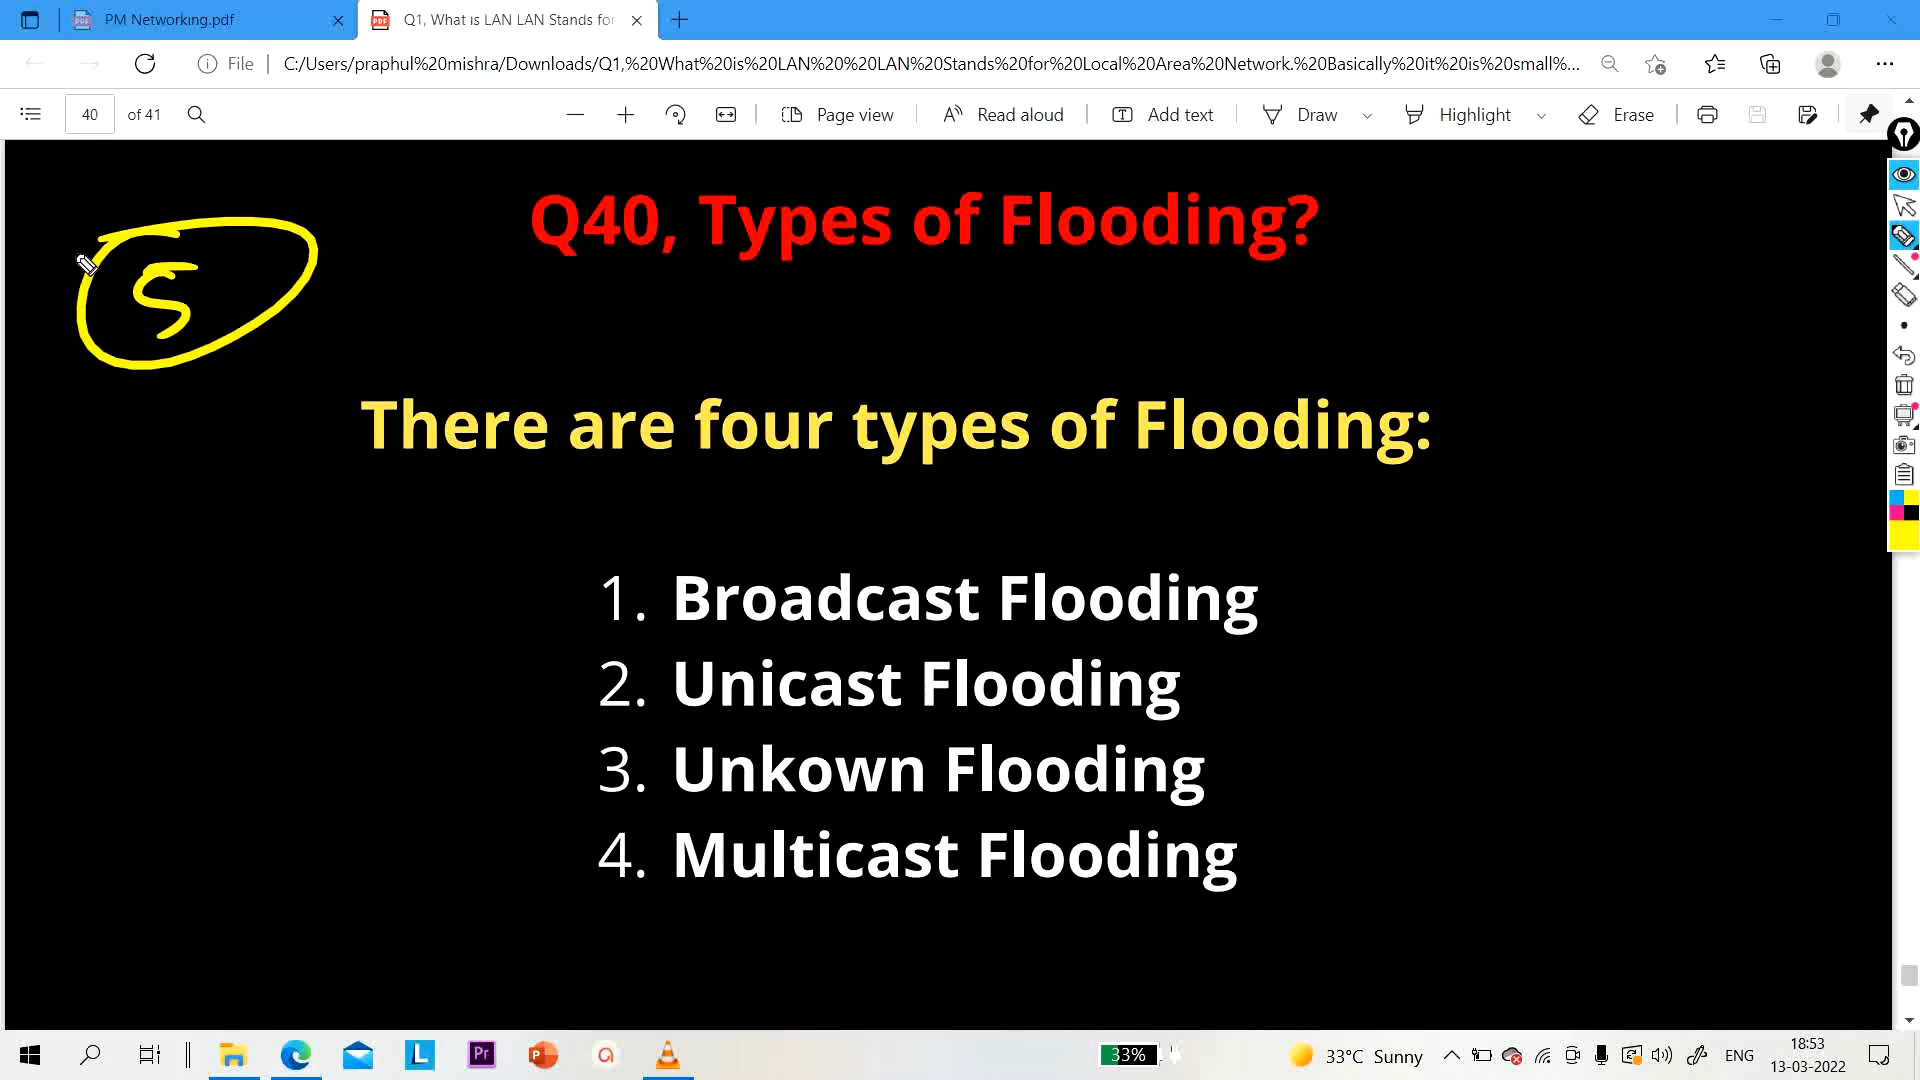 PM Networking.pdf
Q1, What is LAN LAN Stands for
File
C:/Users/praphul%20mishra/Downloads/Q1,%20What%20is%20LAN%20%20LAN%20Stands%20for%20Local%20Area%20Network.%20Basically%20it%20is%20small%...
40 of 41
Page view
Read aloud
Add text
Draw
Highlight
Erase
Q40, Types of Flooding?
5
There are four types of Flooding:
1. Broadcast Flooding
2. Unicast Flooding
3. Unkown Flooding
4. Multicast Flooding
L
Pr
P
33%
33°C Sunny
ENG
18:53
13-03-2022